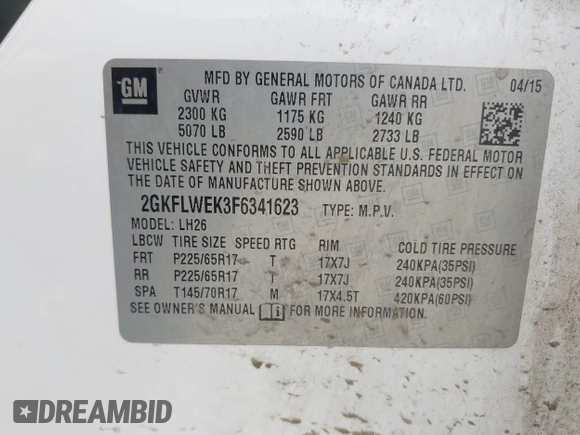 GM
MFD BY GENERAL MOTORS OF CANADA LTD. 04/15
GVWR GAWR FRT GAWR RR
2300 KG 1175 KG 1240 KG
5070 LB 2590 LB 2733 LB
THIS VEHICLE CONFORMS TO ALL APPLICABLE U.S. FEDERAL MOTOR
VEHICLE SAFETY AND THEFT PREVENTION STANDARDS IN EFFECT ON
THE DATE OF MANUFACTURE SHOWN ABOVE.
2GKFLWEK3F6341623 TYPE: M.P.V.
MODEL: LH26
LBCW TIRE SIZE SPEED RTG RIM COLD TIRE PRESSURE
FRT P225/65R17 T 17X7J 240KPA(35PSI)
RR P225/65R17 T 17X7J 240KPA(35PSI)
SPA T145/70R17 M 17X4.5T 420KPA(60PSI)
SEE OWNER'S MANUAL FOR MORE INFORMATION.
DREAMBID